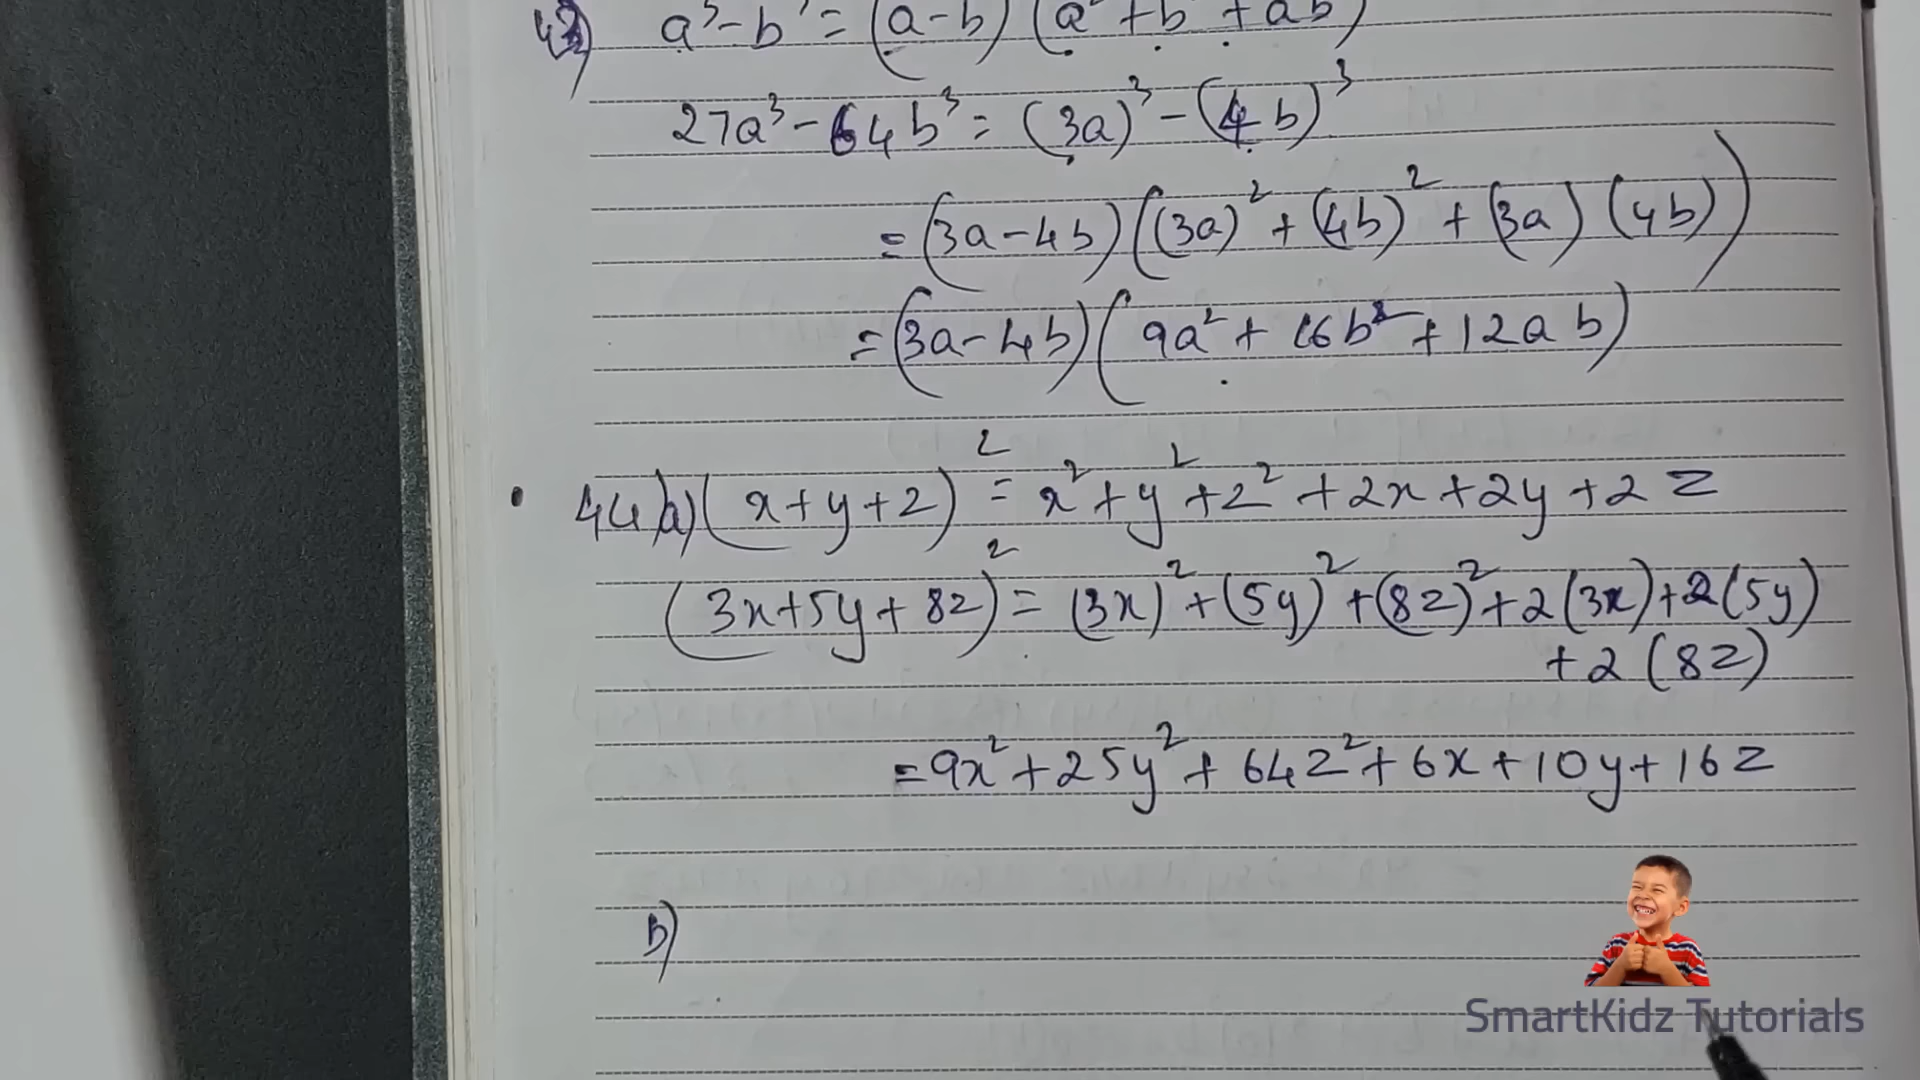 43) a³-b³ = (a-b) (a²+b²+ab)
27a³-64b³ = (3a)³-(4b)³
= (3a-4b) ((3a)²+(4b)²+(3a)(4b))
= (3a-4b) (9a²+16b²+12ab)
44)a) (x+y+z)² = x²+y²+z²+2x+2y+2z
(3x+5y+8z)² = (3x)²+(5y)²+(8z)²+2(3x)+2(5y)
+2(8z)
=9x²+25y²+64z²+6x+10y+16z
b)
SmartKidz Tutorials